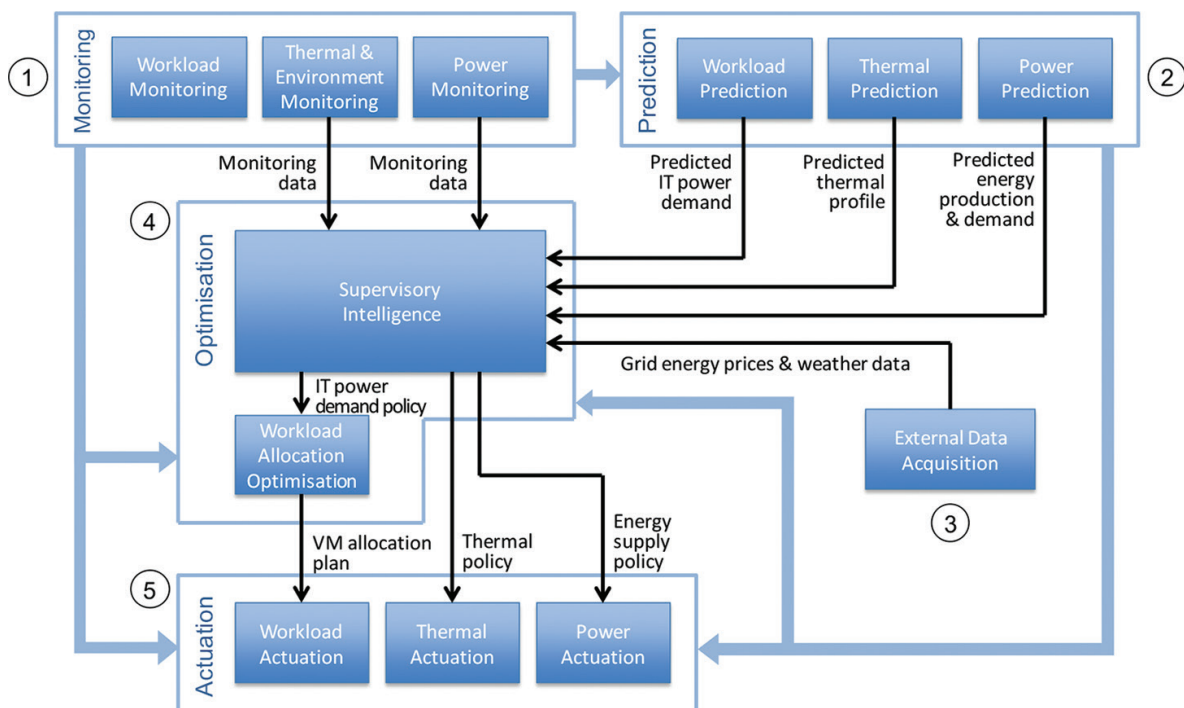 1
Monitoring
Workload
Monitoring
Thermal &
Environment
Monitoring
Power
Monitoring
2
Prediction
Workload
Prediction
Thermal
Prediction
Power
Prediction
Monitoring
data
Monitoring
data
Predicted
IT power
demand
Predicted
thermal
profile
Predicted
energy
production
& demand
4
Optimisation
Supervisory
Intelligence
Grid energy prices & weather data
IT power
demand policy
Workload
Allocation
Optimisation
External Data
Acquisition
3
VM allocation
plan
Thermal
policy
Energy
supply
policy
5
Actuation
Workload
Actuation
Thermal
Actuation
Power
Actuation